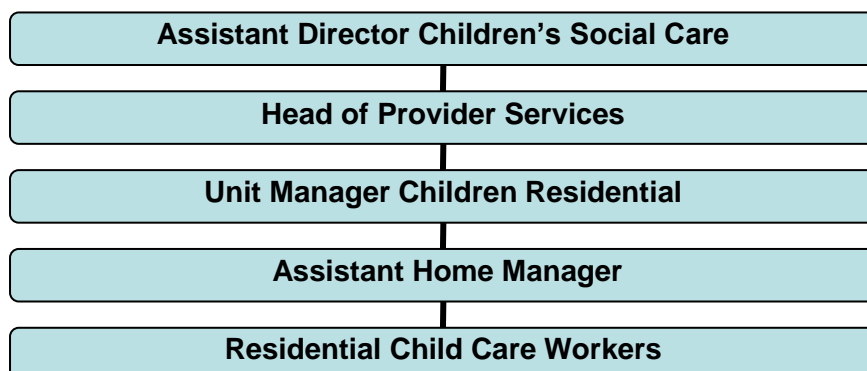 Assistant Director Children’s Social Care
Head of Provider Services
Unit Manager Children Residential
Assistant Home Manager
Residential Child Care Workers